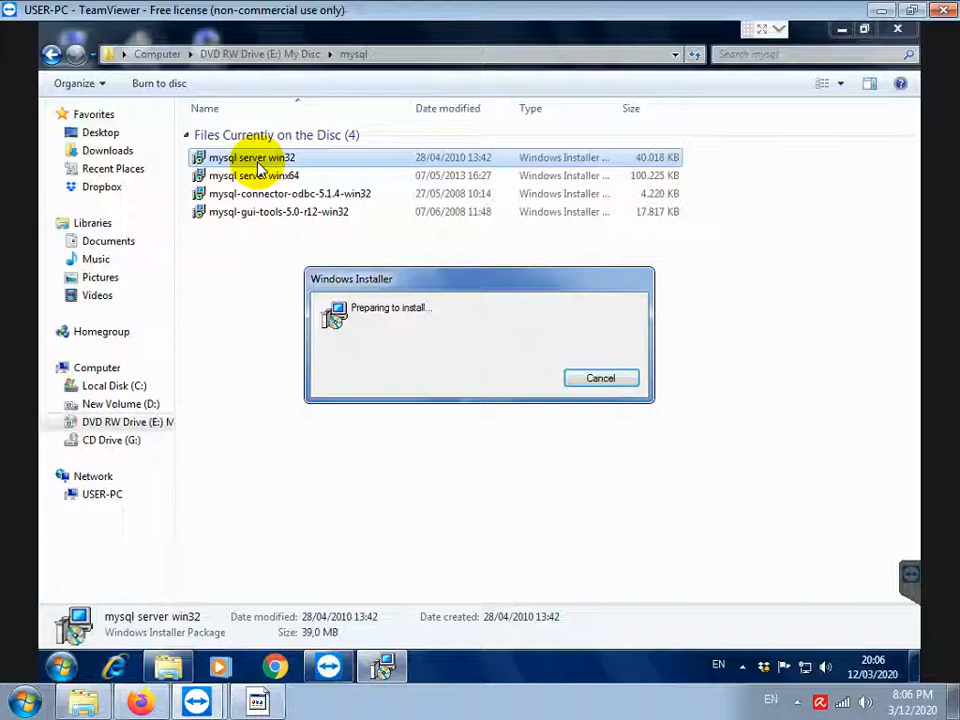 USER-PC - TeamViewer - Free license (non-commercial use only)
Computer DVD RW Drive (E:) My Disc mysql
Search mysql
Organize Burn to disc
Favorites
Desktop
Downloads
Recent Places
Dropbox
Libraries
Documents
Music
Pictures
Videos
Homegroup
Computer
Local Disk (C:)
New Volume (D:)
DVD RW Drive (E:) M
CD Drive (G:)
Network
USER-PC
Name Date modified Type Size
Files Currently on the Disc (4)
mysql server win32 28/04/2010 13:42 Windows Installer ... 40.018 KB
mysql server winx64 07/05/2013 16:27 Windows Installer ... 100.225 KB
mysql-connector-odbc-5.1.4-win32 27/05/2008 10:14 Windows Installer ... 4.220 KB
mysql-gui-tools-5.0-r12-win32 07/06/2008 11:48 Windows Installer ... 17.817 KB
Windows Installer
Preparing to install...
Cancel
mysql server win32 Date modified: 28/04/2010 13:42 Date created: 28/04/2010 13:42
Windows Installer Package Size: 39,0 MB
EN
20:06
12/03/2020
EN
8:06 PM
3/12/2020